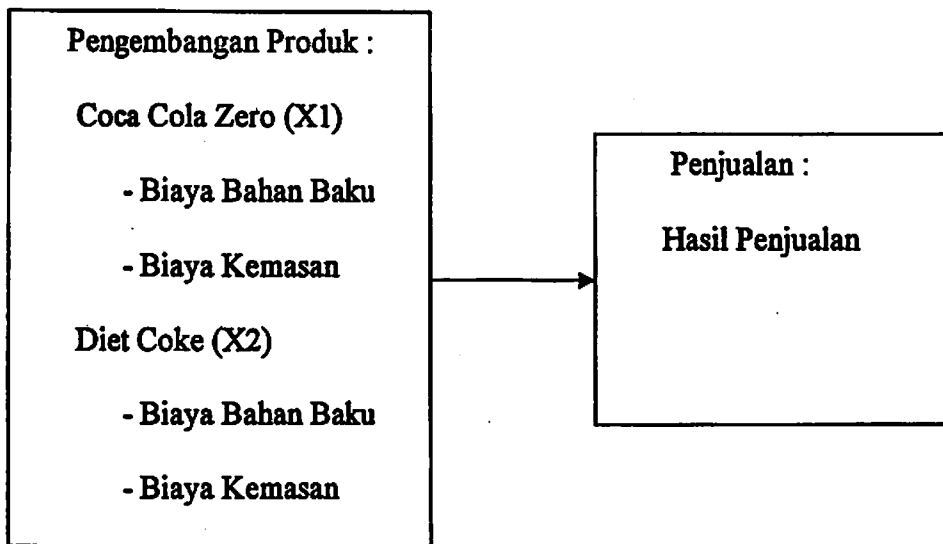 Pengembangan Produk :
Coca Cola Zero (X1)
- Biaya Bahan Baku
- Biaya Kemasan
Diet Coke (X2)
- Biaya Bahan Baku
- Biaya Kemasan
Penjualan :
Hasil Penjualan